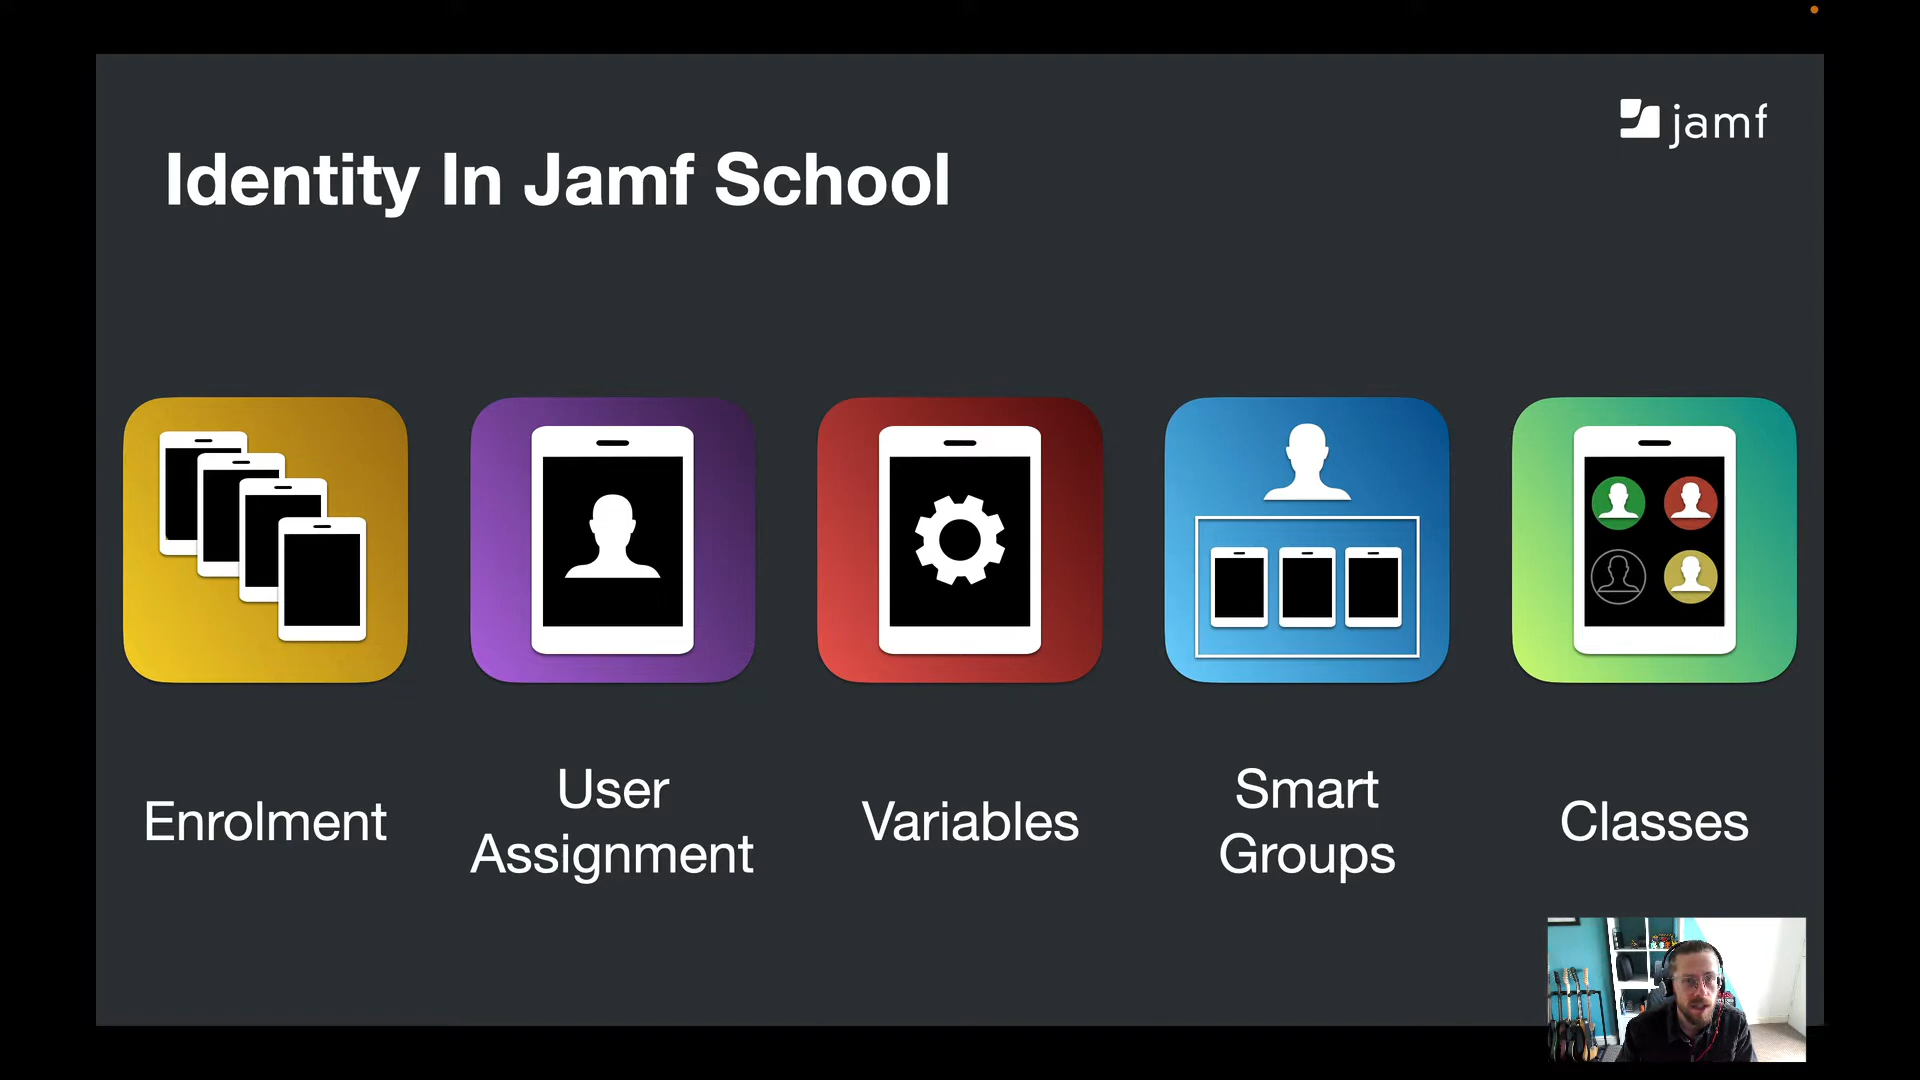 jamf
Identity In Jamf School
Enrolment
User
Assignment
Variables
Smart
Groups
Classes